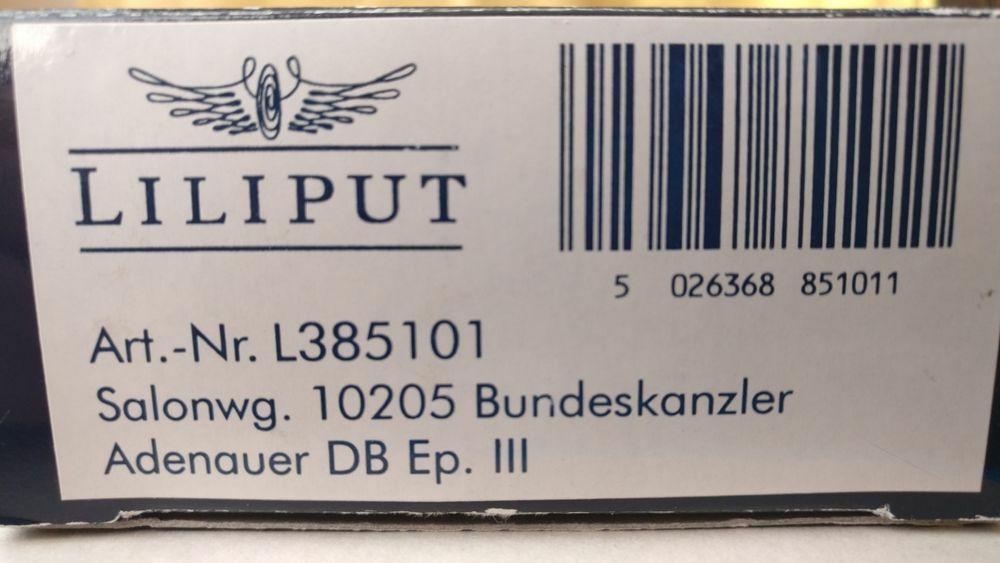 LILIPUT
5 026368 851011
Art.-Nr. L385101
Salonwg. 10205 Bundeskanzler
Adenauer DB Ep. III